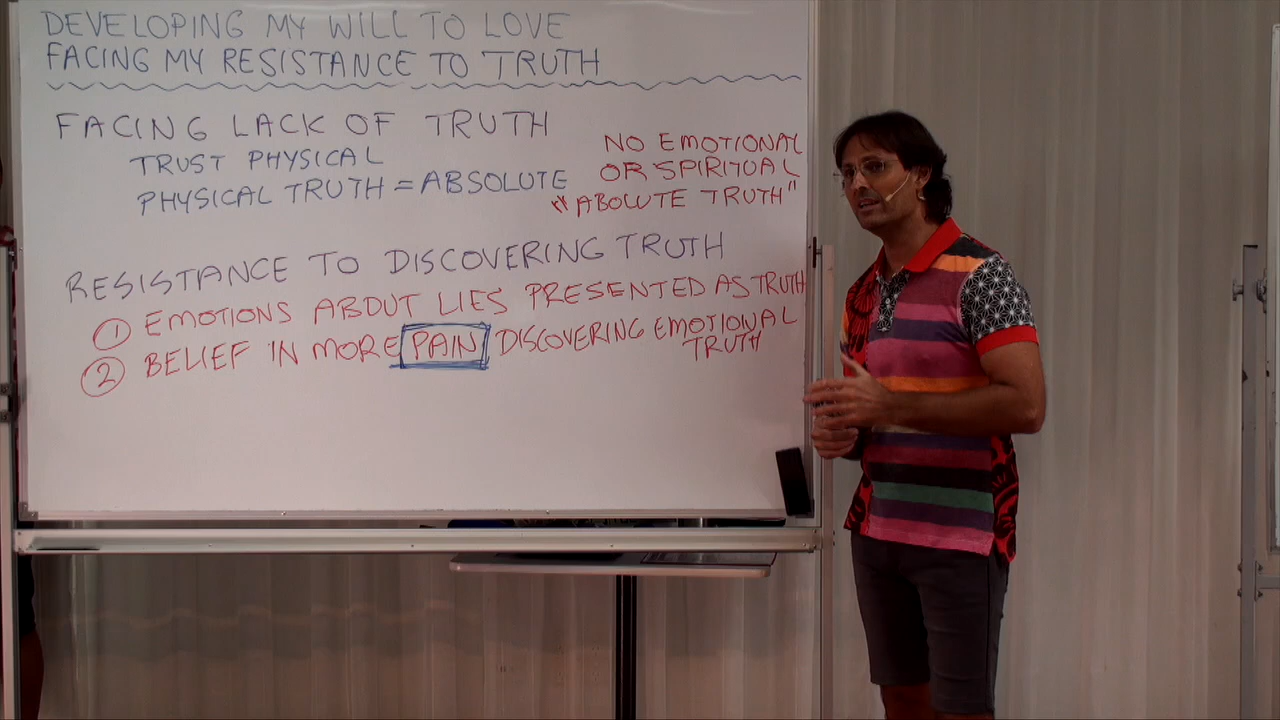 DEVELOPING MY WILL TO LOVE
FACING MY RESISTANCE TO TRUTH
FACING LACK OF TRUTH
TRUST PHYSICAL
PHYSICAL TRUTH = ABSOLUTE
NO EMOTIONAL
OR SPIRITUAL
"ABOLUTE TRUTH"
RESISTANCE TO DISCOVERING TRUTH
① EMOTIONS ABOUT LIES PRESENTED AS TRUTH
② BELIEF IN MORE PAIN DISCOVERING EMOTIONAL
TRUTH